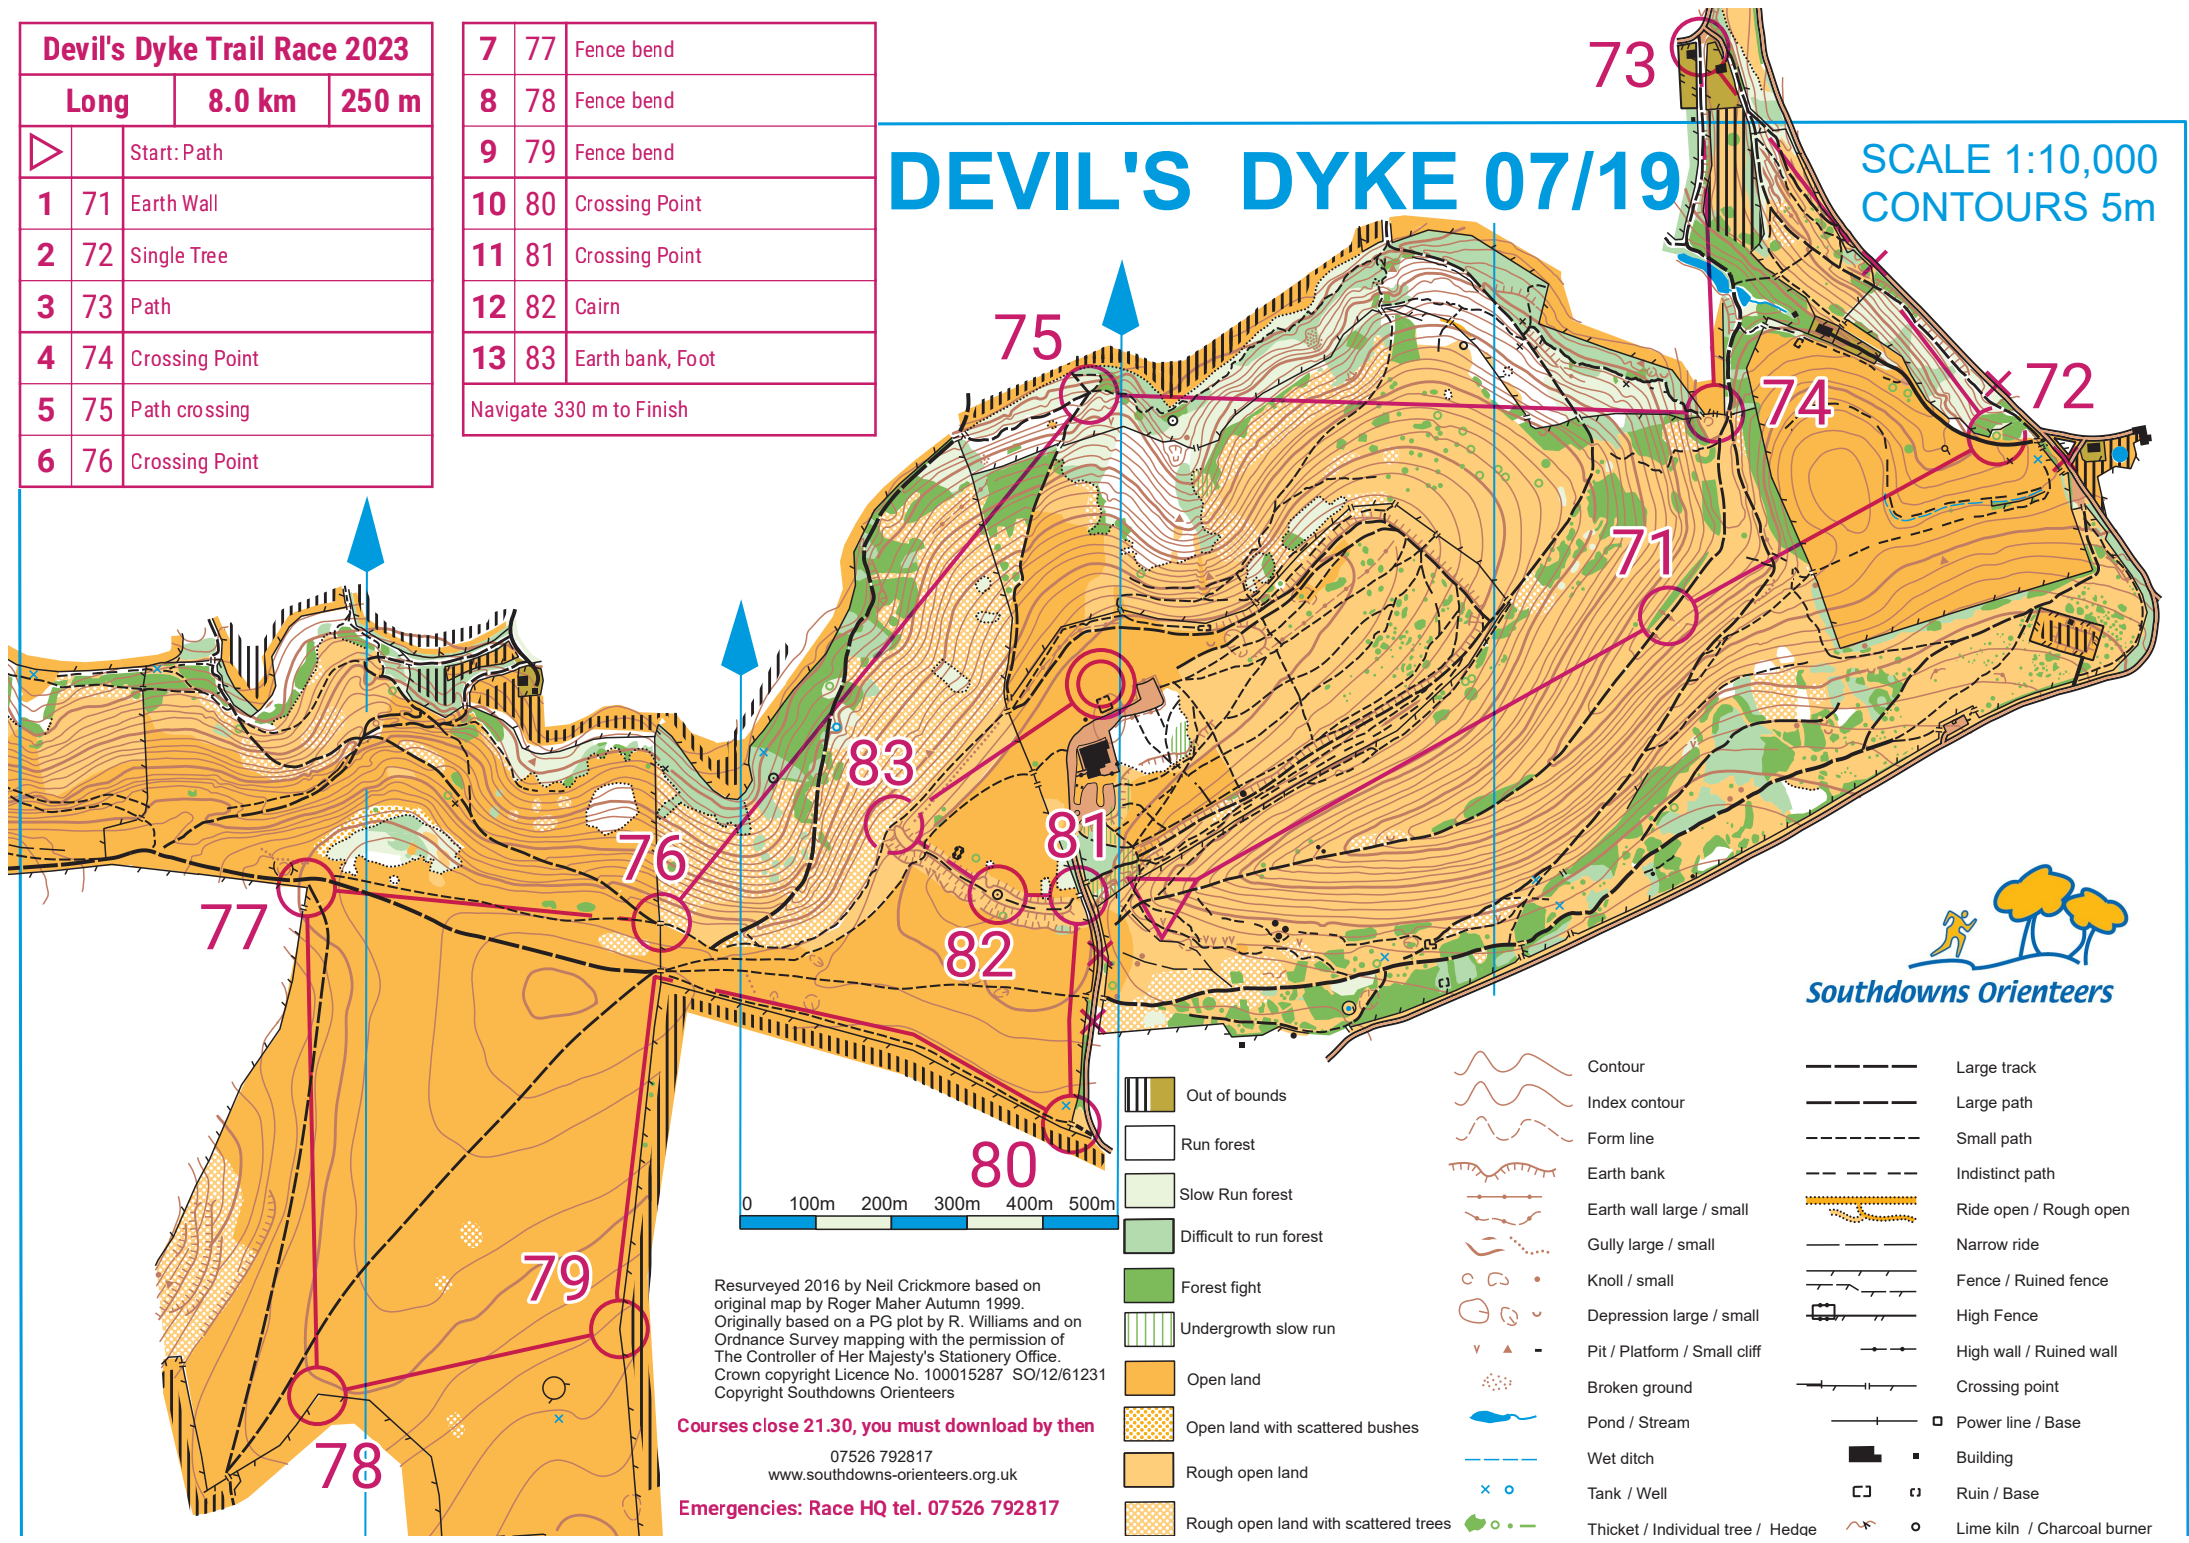 Devil's Dyke Trail Race 2023
Long 8.0 km 250 m
Start: Path
1 71 Earth Wall
2 72 Single Tree
3 73 Path
4 74 Crossing Point
5 75 Path crossing
6 76 Crossing Point
7 77 Fence bend
8 78 Fence bend
9 79 Fence bend
10 80 Crossing Point
11 81 Crossing Point
12 82 Cairn
13 83 Earth bank, Foot
Navigate 330 m to Finish
DEVIL'S DYKE 07/19
SCALE 1:10,000
CONTOURS 5m
73
75
74
72
71
83
81
76
77
82
80
79
78
Southdowns Orienteers
0 100m 200m 300m 400m 500m
Resurveyed 2016 by Neil Crickmore based on
original map by Roger Maher Autumn 1999.
Originally based on a PG plot by R. Williams and on
Ordnance Survey mapping with the permission of
The Controller of Her Majesty's Stationery Office.
Crown copyright Licence No. 100015287 SO/12/61231
Copyright Southdowns Orienteers
Courses close 21.30, you must download by then
07526 792817
www.southdowns-orienteers.org.uk
Emergencies: Race HQ tel. 07526 792817
Out of bounds
Run forest
Slow Run forest
Difficult to run forest
Forest fight
Undergrowth slow run
Open land
Open land with scattered bushes
Rough open land
Rough open land with scattered trees
Contour
Index contour
Form line
Earth bank
Earth wall large / small
Gully large / small
Knoll / small
Depression large / small
Pit / Platform / Small cliff
Broken ground
Pond / Stream
Wet ditch
Tank / Well
Thicket / Individual tree / Hedge
Large track
Large path
Small path
Indistinct path
Ride open / Rough open
Narrow ride
Fence / Ruined fence
High Fence
High wall / Ruined wall
Crossing point
Power line / Base
Building
Ruin / Base
Lime kiln / Charcoal burner